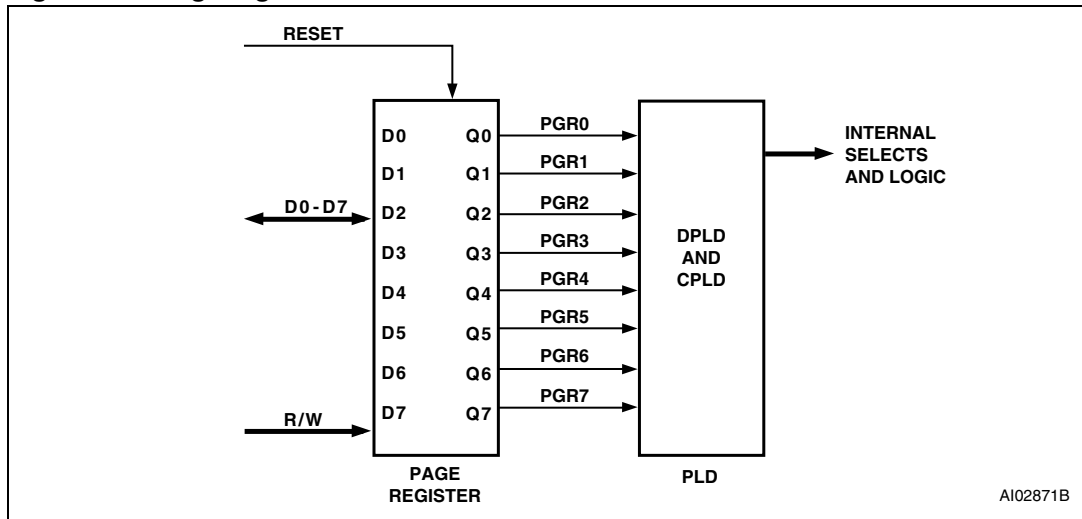 RESET
D0 Q0 PGR0
D1 Q1 PGR1
D0-D7 D2 Q2 PGR2
D3 Q3 PGR3
D4 Q4 PGR4
D5 Q5 PGR5
D6 Q6 PGR6
R/W D7 Q7 PGR7
DPLD
AND
CPLD
INTERNAL
SELECTS
AND LOGIC
PAGE
REGISTER
PLD
AI02871B